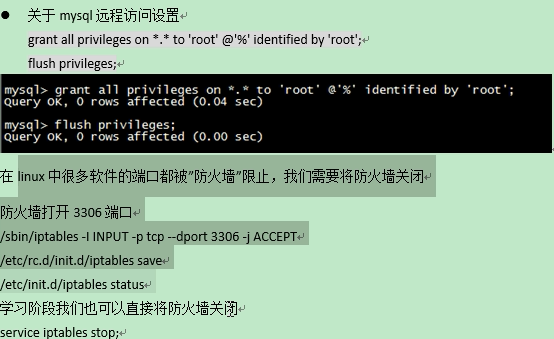 ● 关于 mysql 远程访问设置
grant all privileges on *.* to 'root' @'%' identified by 'root';
flush privileges;
mysql> grant all privileges on *.* to 'root' @'%' identified by 'root';
Query OK, 0 rows affected (0.04 sec)
mysql> flush privileges;
Query OK, 0 rows affected (0.00 sec)
在 linux 中很多软件的端口都被”防火墙”限止，我们需要将防火墙关闭
防火墙打开 3306 端口
/sbin/iptables -I INPUT -p tcp --dport 3306 -j ACCEPT
/etc/rc.d/init.d/iptables save
/etc/init.d/iptables status
学习阶段我们也可以直接将防火墙关闭
service iptables stop;